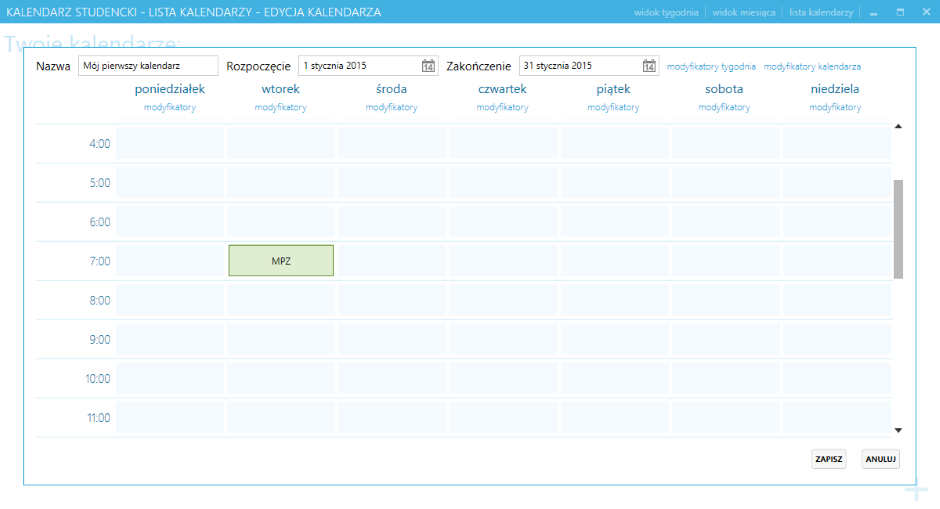 KALENDARZ STUDENCKI - LISTA KALENDARZY - EDYCJA KALENDARZA widok tygodnia widok miesiąca lista kalendarzy
Twoje kalendarze:
Nazwa Mój pierwszy kalendarz Rozpoczęcie 1 stycznia 2015 14 Zakończenie 31 stycznia 2015 14 modyfikatory tygodnia modyfikatory kalendarza
poniedziałek wtorek środa czwartek piątek sobota niedziela
modyfikatory modyfikatory modyfikatory modyfikatory modyfikatory modyfikatory modyfikatory
4:00
5:00
6:00
7:00 MPZ
8:00
9:00
10:00
11:00
ZAPISZ ANULUJ